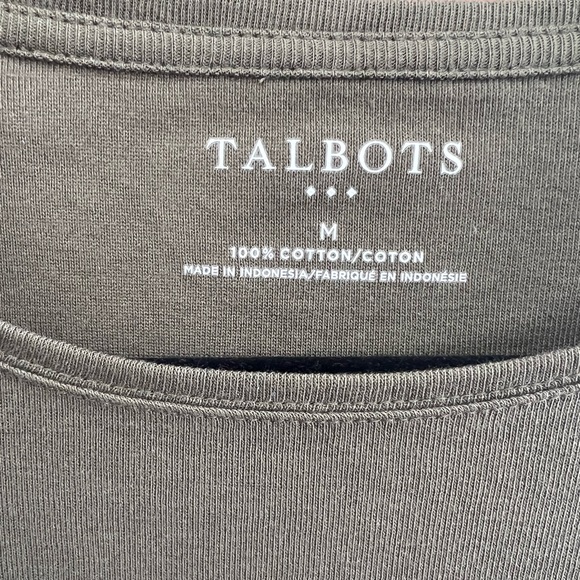 TALBOTS
M
100% COTTON/COTON
MADE IN INDONESIA/FABRIQUÉ EN INDONÉSIE